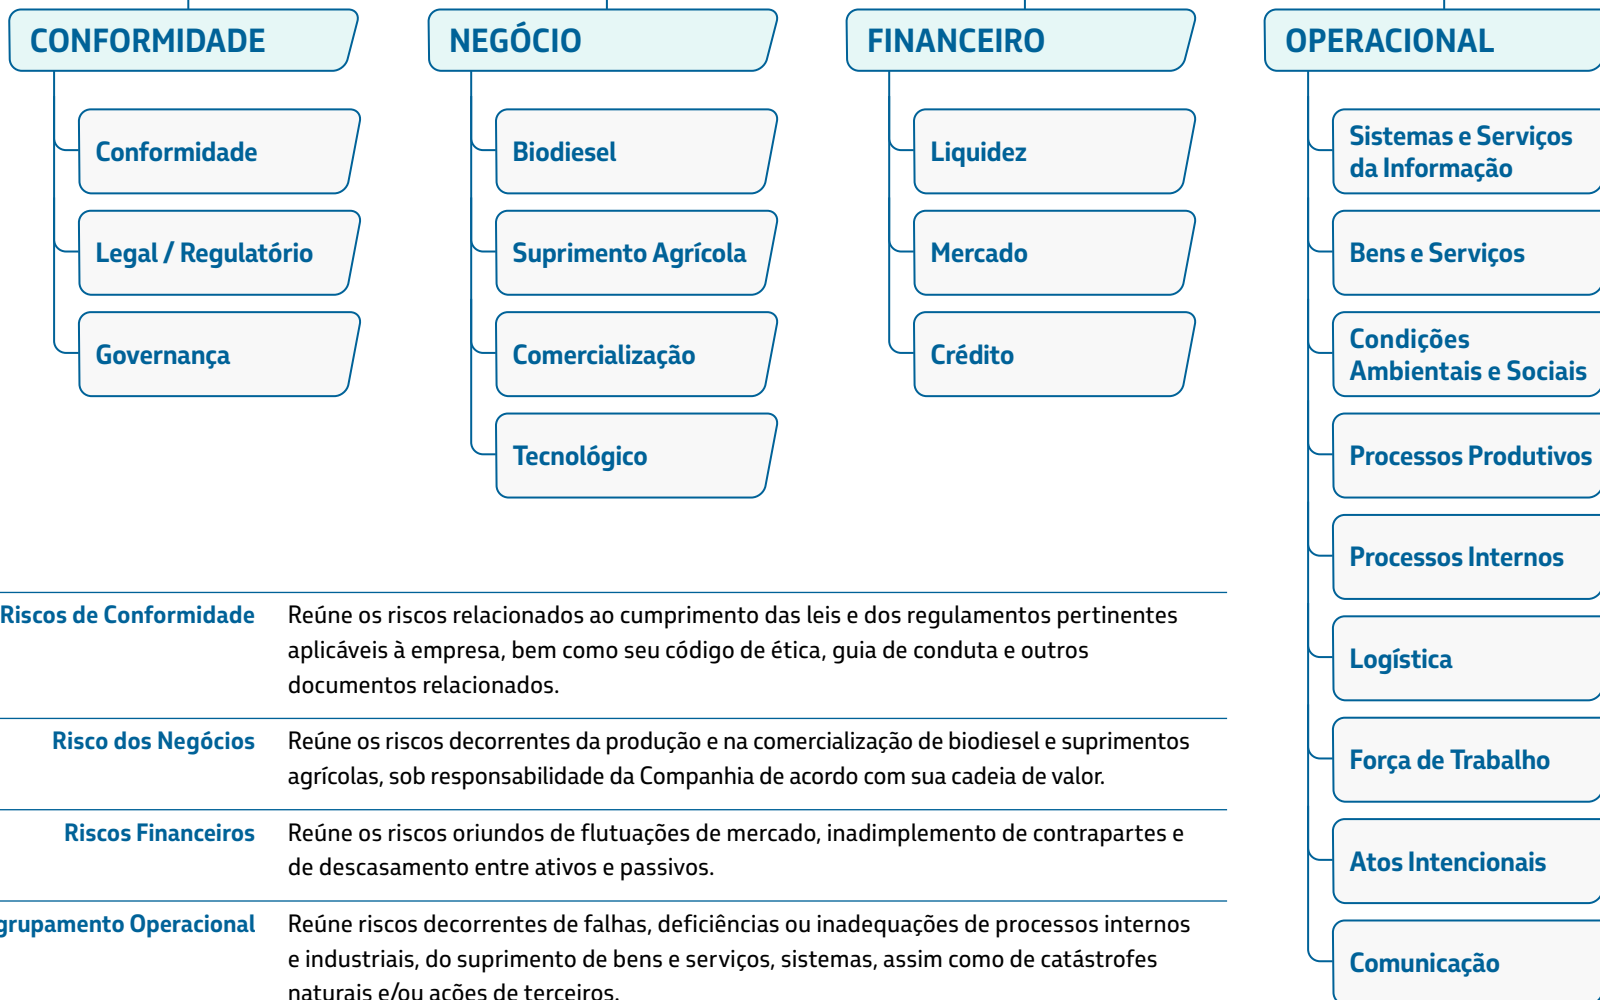 CONFORMIDADE
Conformidade
Legal / Regulatório
Governança
NEGÓCIO
Biodiesel
Suprimento Agrícola
Comercialização
Tecnológico
FINANCEIRO
Liquidez
Mercado
Crédito
OPERACIONAL
Sistemas e Serviços
da Informação
Bens e Serviços
Condições
Ambientais e Sociais
Processos Produtivos
Processos Internos
Logística
Força de Trabalho
Atos Intencionais
Comunicação
Riscos de Conformidade
Reúne os riscos relacionados ao cumprimento das leis e dos regulamentos pertinentes
aplicáveis à empresa, bem como seu código de ética, guia de conduta e outros
documentos relacionados.
Risco dos Negócios
Reúne os riscos decorrentes da produção e na comercialização de biodiesel e suprimentos
agrícolas, sob responsabilidade da Companhia de acordo com sua cadeia de valor.
Riscos Financeiros
Reúne os riscos oriundos de flutuações de mercado, inadimplemento de contrapartes e
de descasamento entre ativos e passivos.
grupamento Operacional
Reúne riscos decorrentes de falhas, deficiências ou inadequações de processos internos
e industriais, do suprimento de bens e serviços, sistemas, assim como de catástrofes
naturais e/ou ações de terceiros.